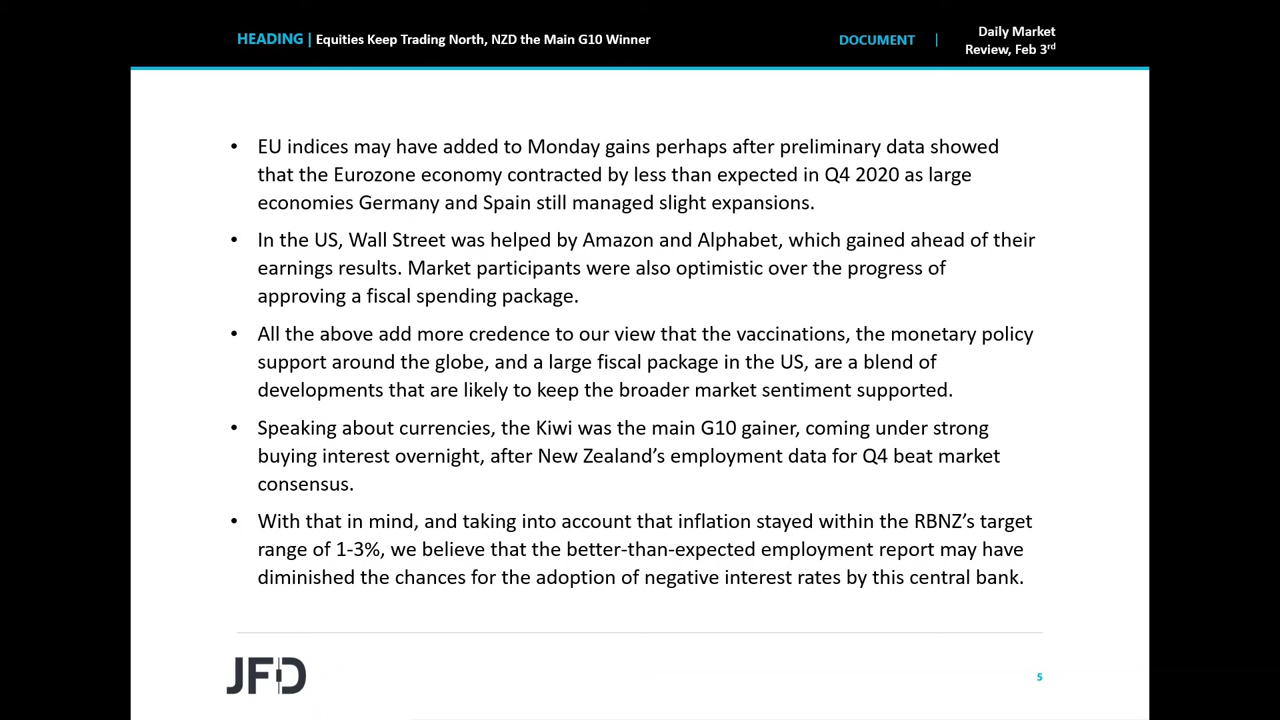 HEADING | Equities Keep Trading North, NZD the Main G10 Winner
DOCUMENT | Daily Market
Review, Feb 3rd
• EU indices may have added to Monday gains perhaps after preliminary data showed
that the Eurozone economy contracted by less than expected in Q4 2020 as large
economies Germany and Spain still managed slight expansions.
• In the US, Wall Street was helped by Amazon and Alphabet, which gained ahead of their
earnings results. Market participants were also optimistic over the progress of
approving a fiscal spending package.
• All the above add more credence to our view that the vaccinations, the monetary policy
support around the globe, and a large fiscal package in the US, are a blend of
developments that are likely to keep the broader market sentiment supported.
• Speaking about currencies, the Kiwi was the main G10 gainer, coming under strong
buying interest overnight, after New Zealand’s employment data for Q4 beat market
consensus.
• With that in mind, and taking into account that inflation stayed within the RBNZ’s target
range of 1-3%, we believe that the better-than-expected employment report may have
diminished the chances for the adoption of negative interest rates by this central bank.
JFD
5